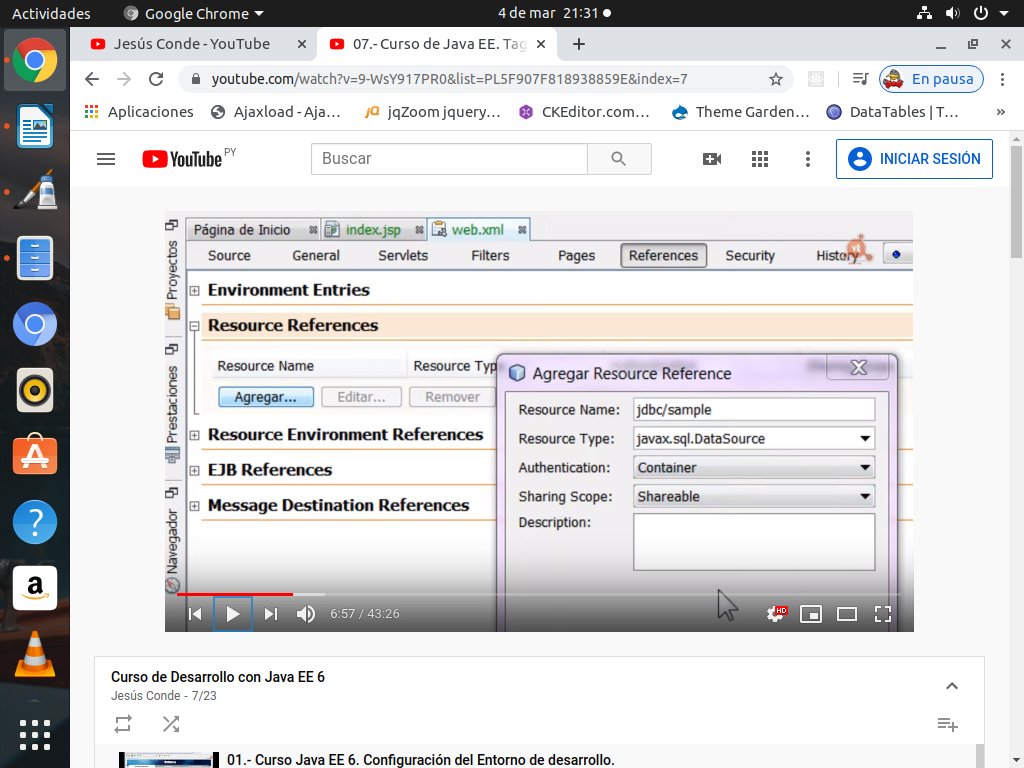 Actividades Google Chrome 4 de mar 21:31
Jesús Conde - YouTube 07.- Curso de Java EE. Tag
youtube.com/watch?v=9-WsY917PR0&list=PL5F907F818938859E&index=7 En pausa
Aplicaciones Ajaxload - Aja... jqZoom jquery... CKEditor.com... Theme Garden... DataTables | T... »
YouTube PY Buscar INICIAR SESIÓN
Página de Inicio index.jsp web.xml
Source General Servlets Filters Pages References Security History
Proyectos
Environment Entries
Resource References
Resource Name Resource Typ
Agregar... Editar... Remover
Prestaciones
Resource Environment References
EJB References
Message Destination References
Navegador
Agregar Resource Reference
Resource Name: jdbc/sample
Resource Type: javax.sql.DataSource
Authentication: Container
Sharing Scope: Shareable
Description:
6:57 / 43:26 HD
Curso de Desarrollo con Java EE 6
Jesús Conde - 7/23
01.- Curso Java EE 6. Configuración del Entorno de desarrollo.